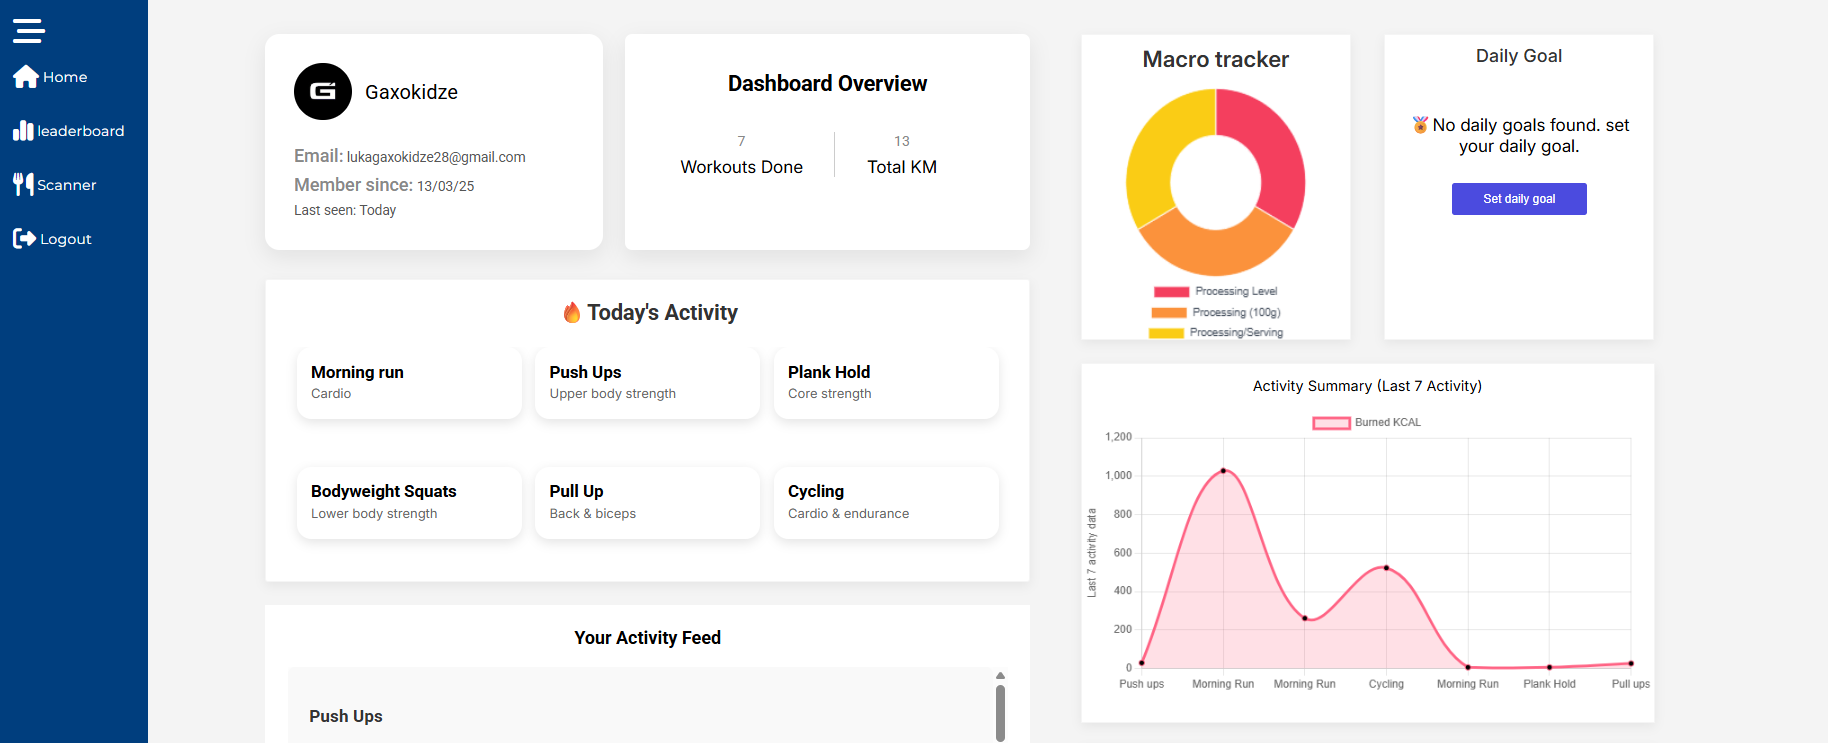 Home
leaderboard
Scanner
Logout
Gaxokidze
Email: lukagaxokidze28@gmail.com
Member since: 13/03/25
Last seen: Today
Dashboard Overview
7
Workouts Done
13
Total KM
Macro tracker
Processing Level
Processing (100g)
Processing/Serving
Daily Goal
🏅 No daily goals found. set
your daily goal.
Set daily goal
🔥 Today's Activity
Morning run
Cardio
Push Ups
Upper body strength
Plank Hold
Core strength
Bodyweight Squats
Lower body strength
Pull Up
Back & biceps
Cycling
Cardio & endurance
Your Activity Feed
Push Ups
Activity Summary (Last 7 Activity)
Burned KCAL
Last 7 activity data
1,200
1,000
800
600
400
200
0
Push ups
Morning Run
Morning Run
Cycling
Morning Run
Plank Hold
Pull ups